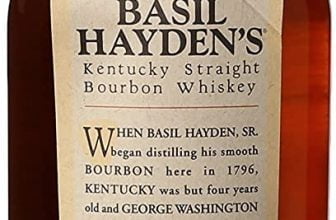 BASIL
HAYDEN'S®
Kentucky Straight
Bourbon Whiskey
WHEN BASIL HAYDEN, SR.
began distilling his smooth
BOURBON here in 1796,
KENTUCKY was but four years
old and GEORGE WASHINGTON